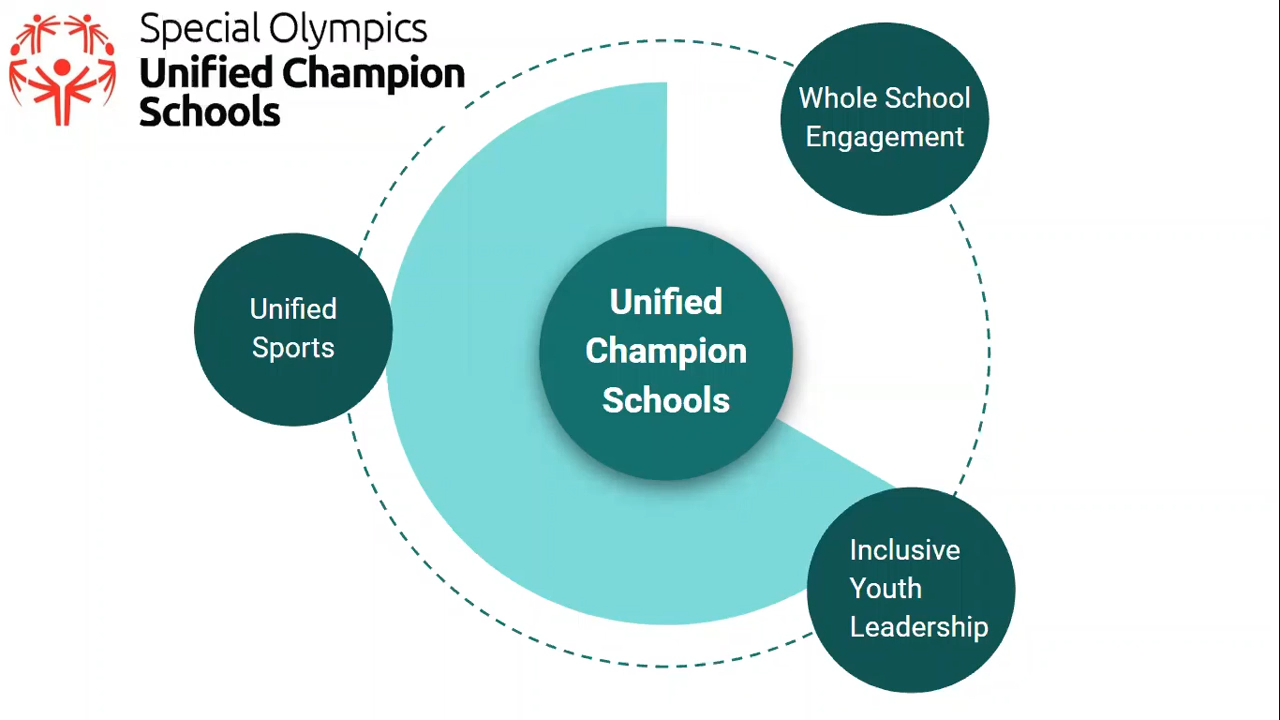 Special Olympics
Unified Champion
Schools
Whole School
Engagement
Unified
Sports
Unified
Champion
Schools
Inclusive
Youth
Leadership